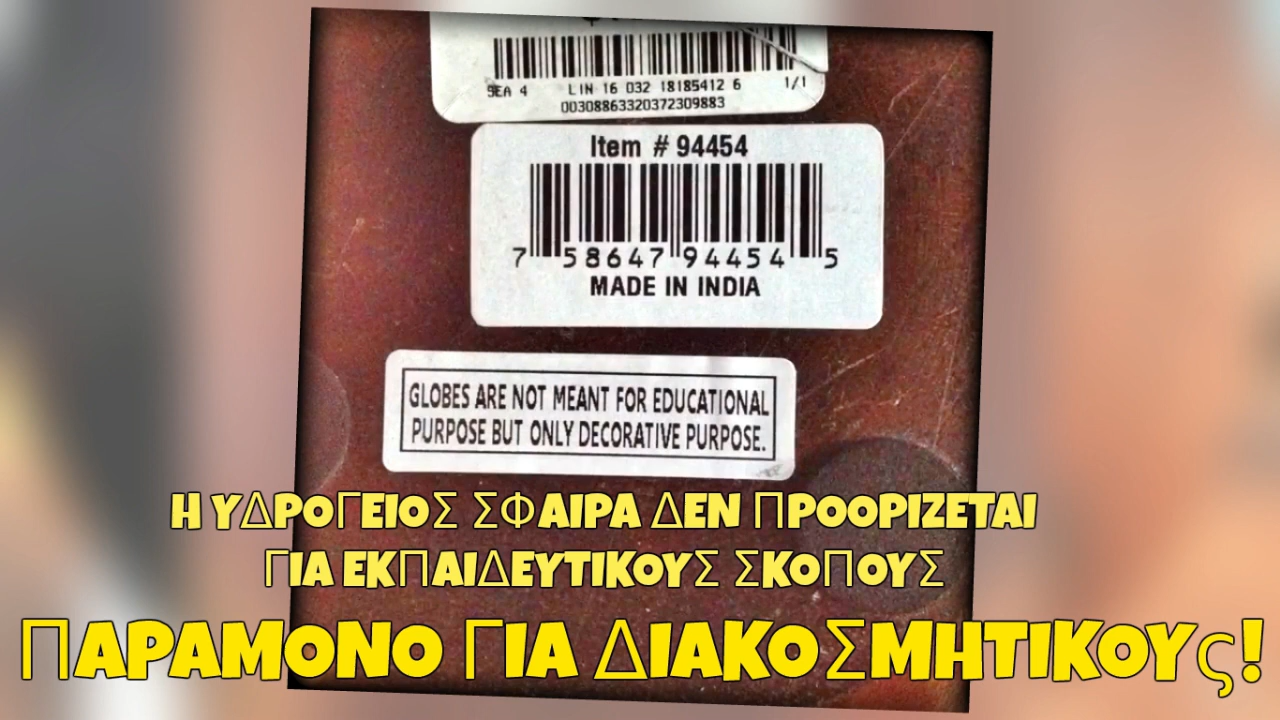 SEA 4 LIN 16 032 18185412 6 1/1
00308863320372309883
Item # 94454
7 58647 94454 5
MADE IN INDIA
GLOBES ARE NOT MEANT FOR EDUCATIONAL
PURPOSE BUT ONLY DECORATIVE PURPOSE.
Η ΥΔΡΟΓΕΙΟΣ ΣΦΑΙΡΑ ΔΕΝ ΠΡΟΟΡΙΖΕΤΑΙ
ΓΙΑ ΕΚΠΑΙΔΕΥΤΙΚΟΥΣ ΣΚΟΠΟΥΣ
ΠΑΡΑΜΟΝΟ ΓΙΑ ΔΙΑΚΟΣΜΗΤΙΚΟΥς!